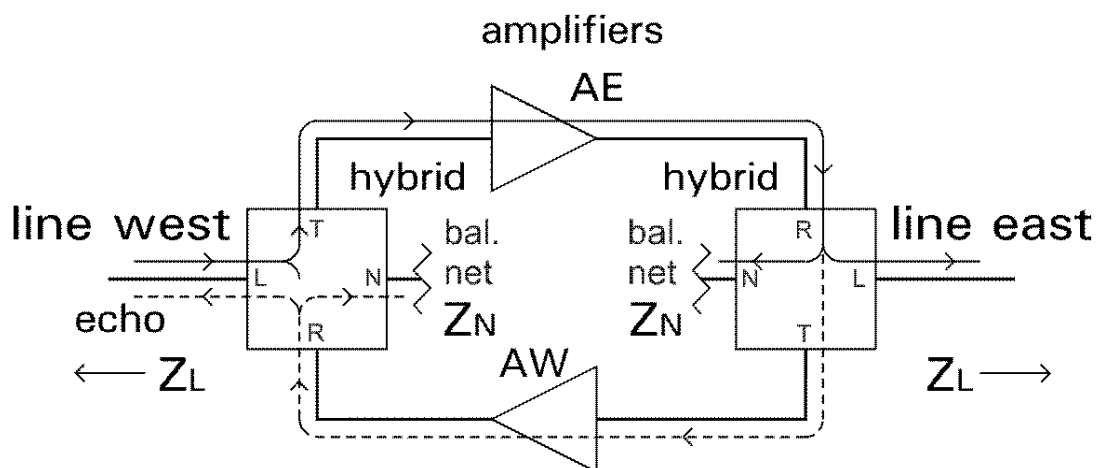 amplifiers
AE
hybrid
hybrid
line west
T
bal.
bal.
R
line east
L
N
net
net
N
L
echo
R
ZN
ZN
T
ZL
AW
ZL